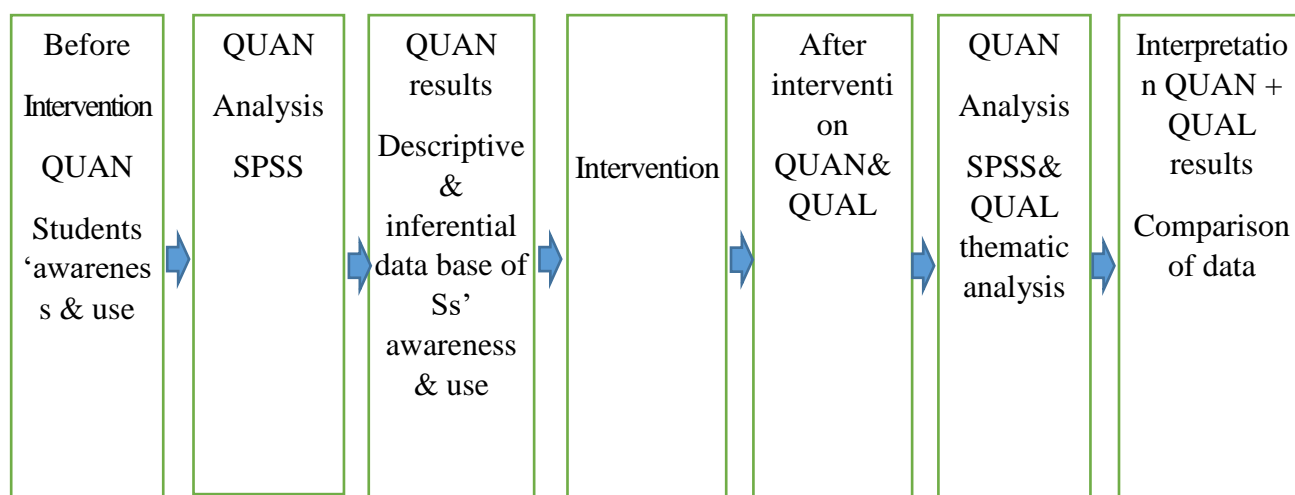 Before
Intervention
QUAN
Students
‘awarenes
s & use
QUAN
Analysis
SPSS
QUAN
results
Descriptive
&
inferential
data base of
Ss’
awareness
& use
Intervention
After
interventi
on
QUAN&
QUAL
QUAN
Analysis
SPSS&
QUAL
thematic
analysis
Interpretatio
n QUAN +
QUAL
results
Comparison
of data